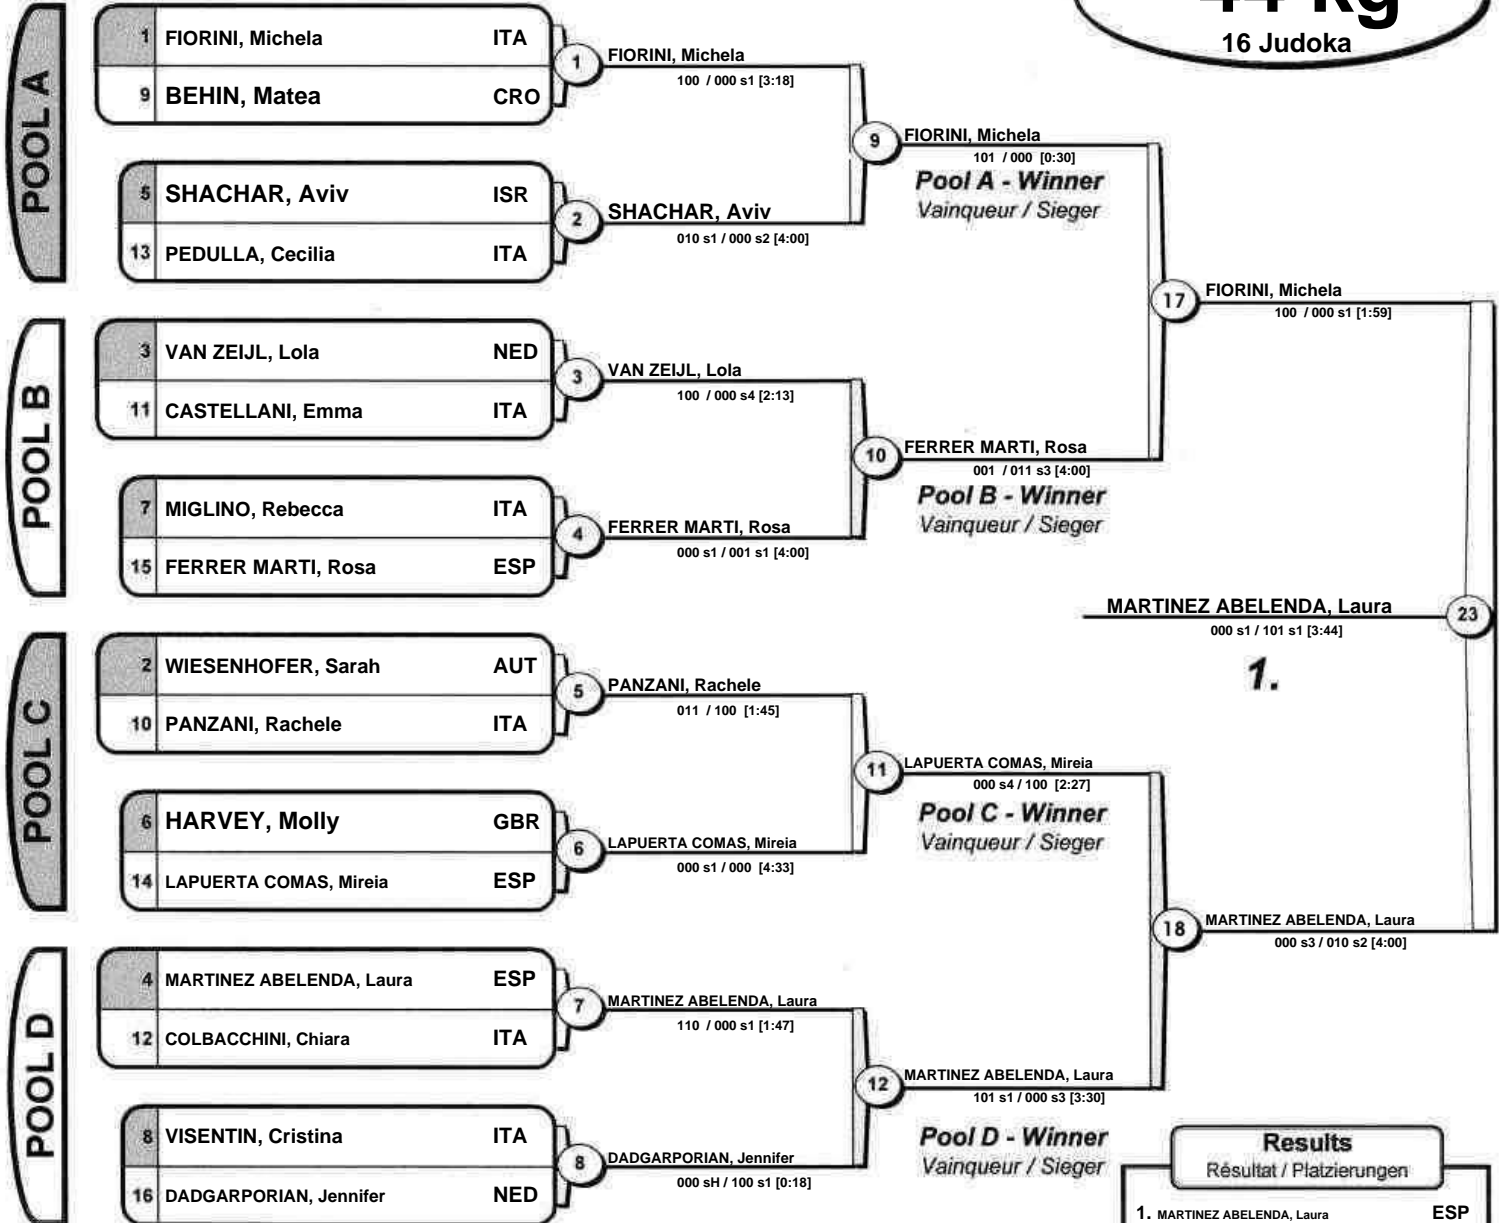 44 kg
16 Judoka
POOL A
1 FIORINI, Michela ITA
9 BEHIN, Matea CRO
5 SHACHAR, Aviv ISR
13 PEDULLA, Cecilia ITA
1 FIORINI, Michela
100 / 000 s1 [3:18]
2 SHACHAR, Aviv
010 s1 / 000 s2 [4:00]
9 FIORINI, Michela
101 / 000 [0:30]
Pool A - Winner
Vainqueur / Sieger
POOL B
3 VAN ZEIJL, Lola NED
11 CASTELLANI, Emma ITA
7 MIGLINO, Rebecca ITA
15 FERRER MARTI, Rosa ESP
3 VAN ZEIJL, Lola
100 / 000 s4 [2:13]
4 FERRER MARTI, Rosa
000 s1 / 001 s1 [4:00]
10 FERRER MARTI, Rosa
001 / 011 s3 [4:00]
Pool B - Winner
Vainqueur / Sieger
17 FIORINI, Michela
100 / 000 s1 [1:59]
POOL C
2 WIESENHOFER, Sarah AUT
10 PANZANI, Rachele ITA
6 HARVEY, Molly GBR
14 LAPUERTA COMAS, Mireia ESP
5 PANZANI, Rachele
011 / 100 [1:45]
6 LAPUERTA COMAS, Mireia
000 s1 / 000 [4:33]
11 LAPUERTA COMAS, Mireia
000 s4 / 100 [2:27]
Pool C - Winner
Vainqueur / Sieger
POOL D
4 MARTINEZ ABELENDA, Laura ESP
12 COLBACCHINI, Chiara ITA
8 VISENTIN, Cristina ITA
16 DADGARPORIAN, Jennifer NED
7 MARTINEZ ABELENDA, Laura
110 / 000 s1 [1:47]
8 DADGARPORIAN, Jennifer
000 sH / 100 s1 [0:18]
12 MARTINEZ ABELENDA, Laura
101 s1 / 000 s3 [3:30]
Pool D - Winner
Vainqueur / Sieger
18 MARTINEZ ABELENDA, Laura
000 s3 / 010 s2 [4:00]
MARTINEZ ABELENDA, Laura 23
000 s1 / 101 s1 [3:44]
1.
Results
Résultat / Platzierungen
1. MARTINEZ ABELENDA, Laura ESP